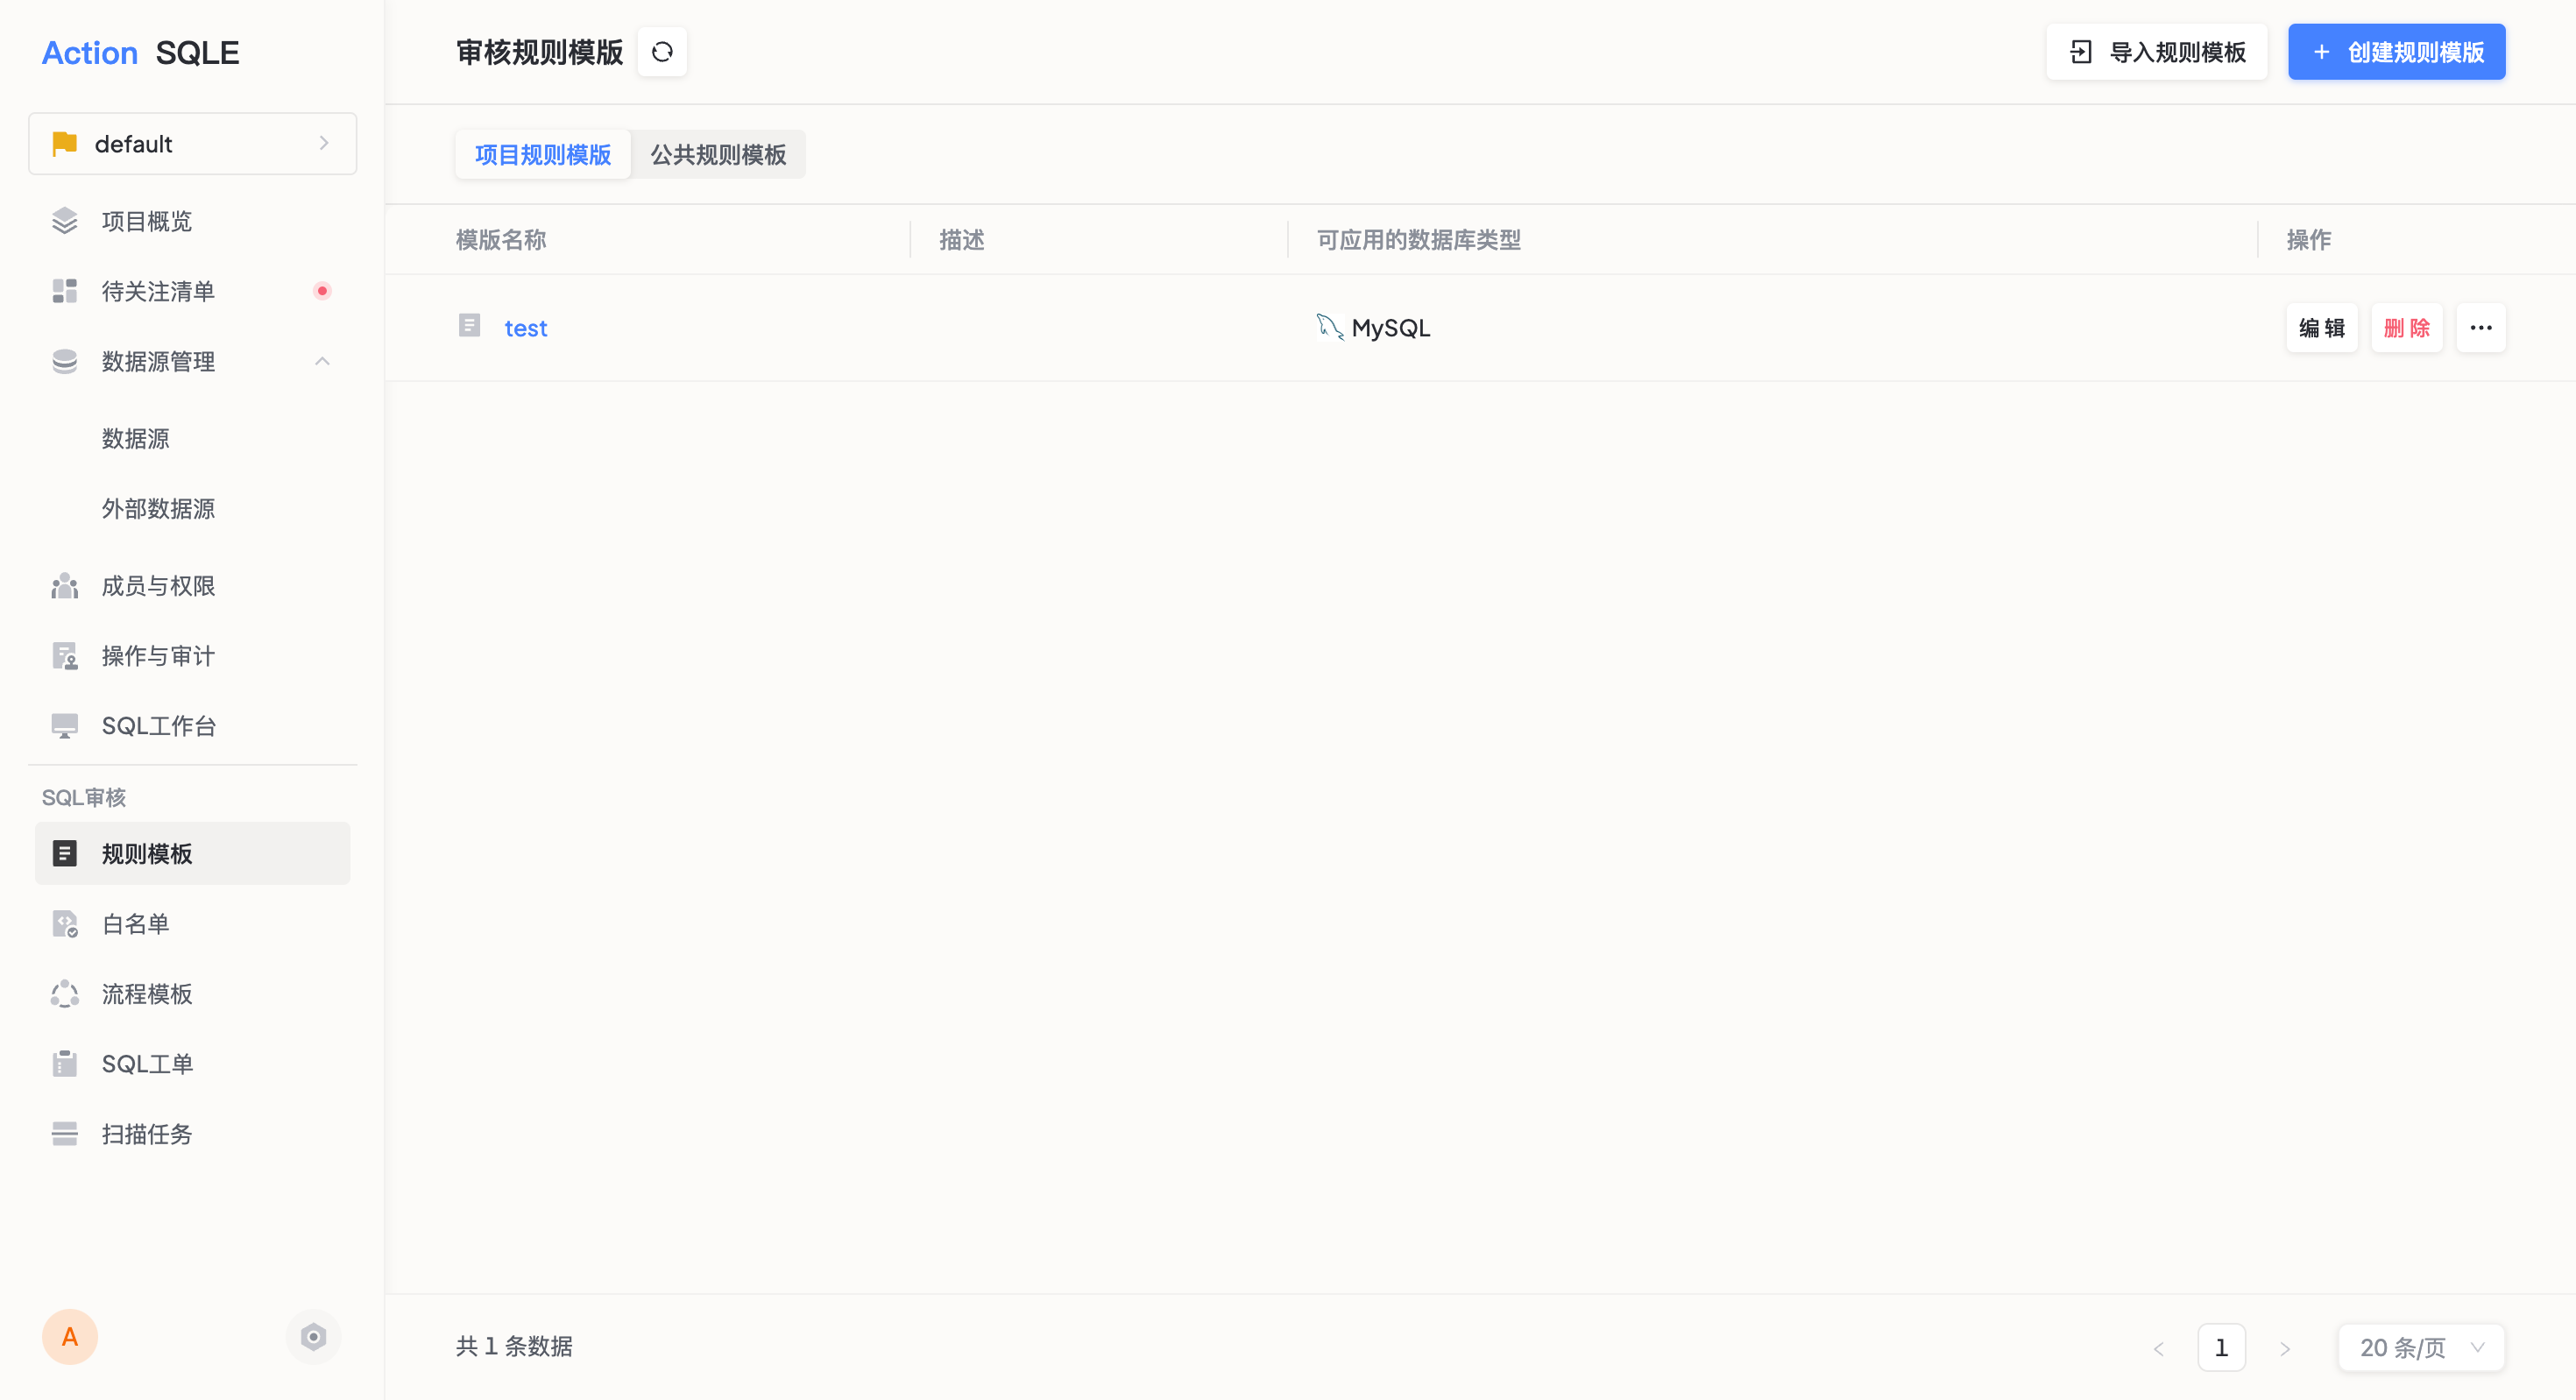 Action SQLE
default
项目概览
待关注清单
数据源管理
数据源
外部数据源
成员与权限
操作与审计
SQL工作台
SQL审核
规则模板
白名单
流程模板
SQL工单
扫描任务
A
审核规则模版
导入规则模板
+ 创建规则模版
项目规则模版 公共规则模板
模版名称 描述 可应用的数据库类型 操作
test MySQL 编 辑 删 除 ···
共 1 条数据
< 1 > 20 条/页